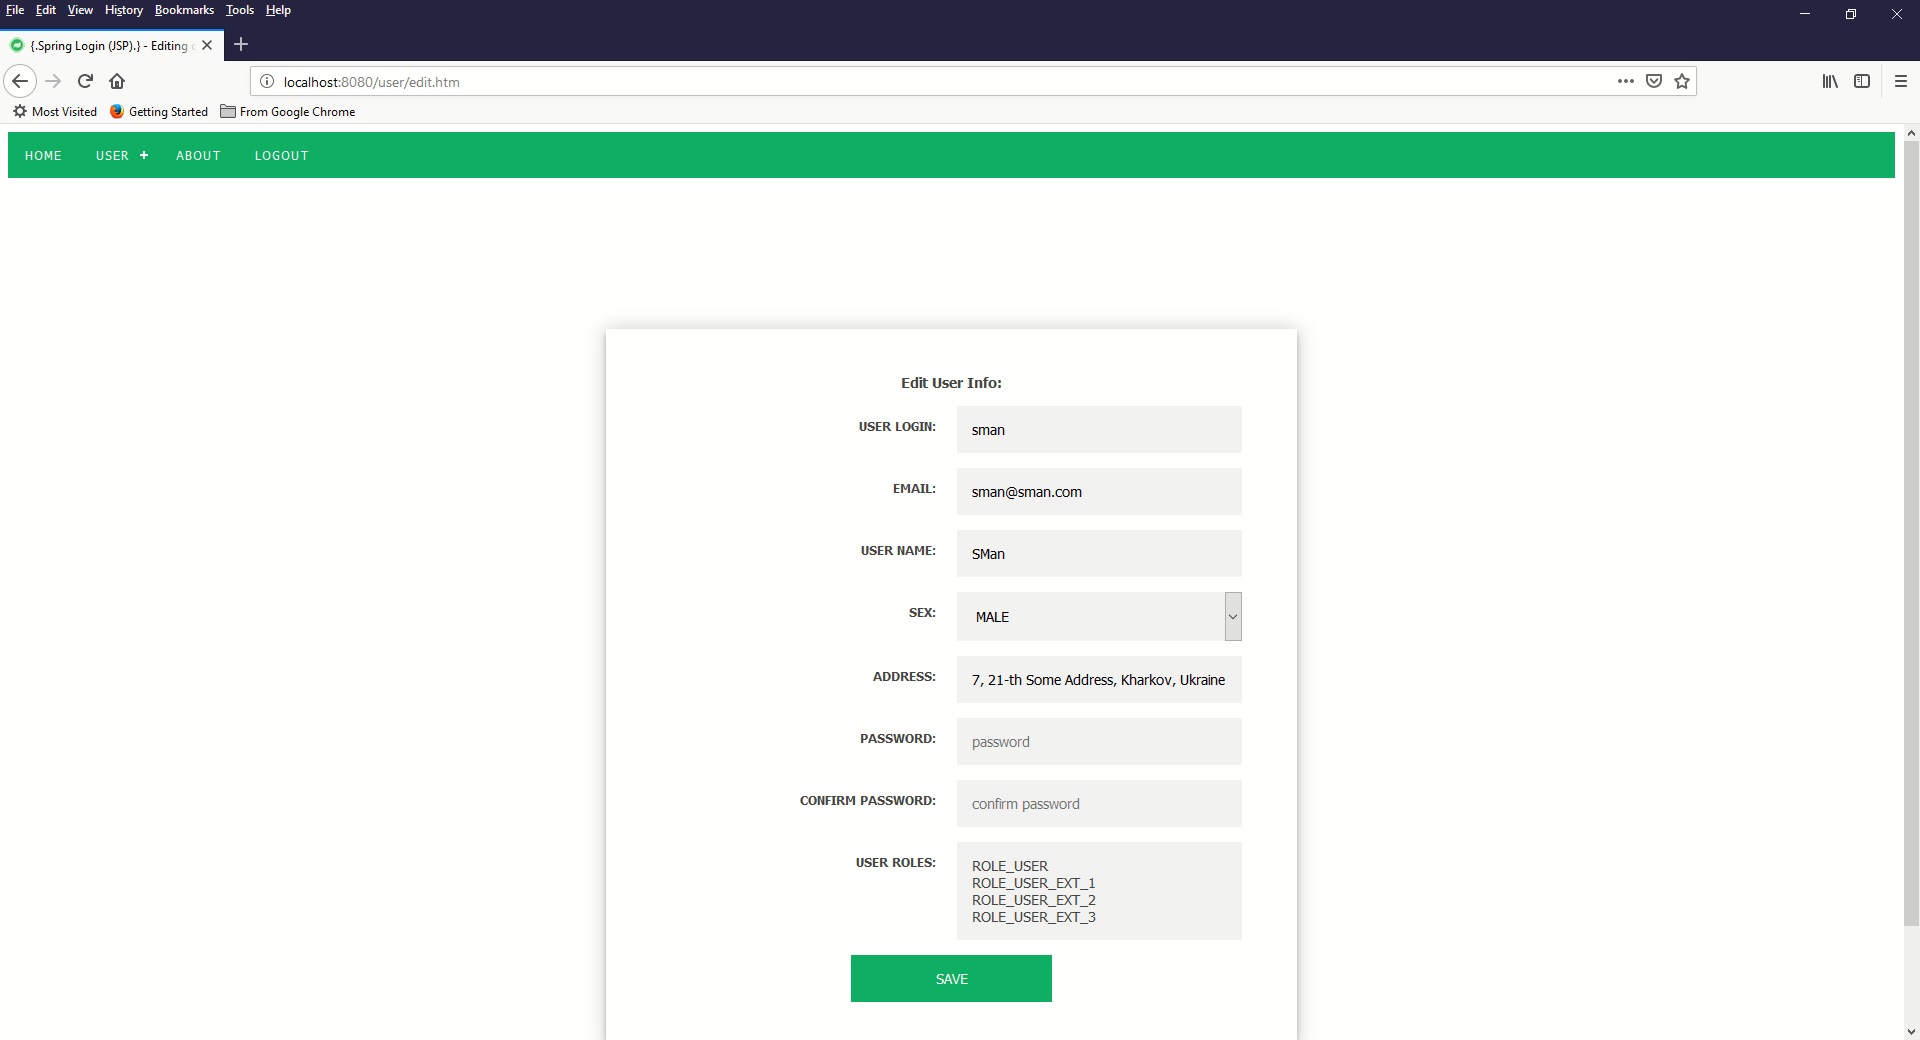 File Edit View History Bookmarks Tools Help
{.Spring Login (JSP).} - Editing
localhost:8080/user/edit.htm
Most Visited Getting Started From Google Chrome
HOME USER + ABOUT LOGOUT
Edit User Info:
USER LOGIN: sman
EMAIL: sman@sman.com
USER NAME: SMan
SEX: MALE
ADDRESS: 7, 21-th Some Address, Kharkov, Ukraine
PASSWORD: password
CONFIRM PASSWORD: confirm password
USER ROLES: ROLE_USER
ROLE_USER_EXT_1
ROLE_USER_EXT_2
ROLE_USER_EXT_3
SAVE